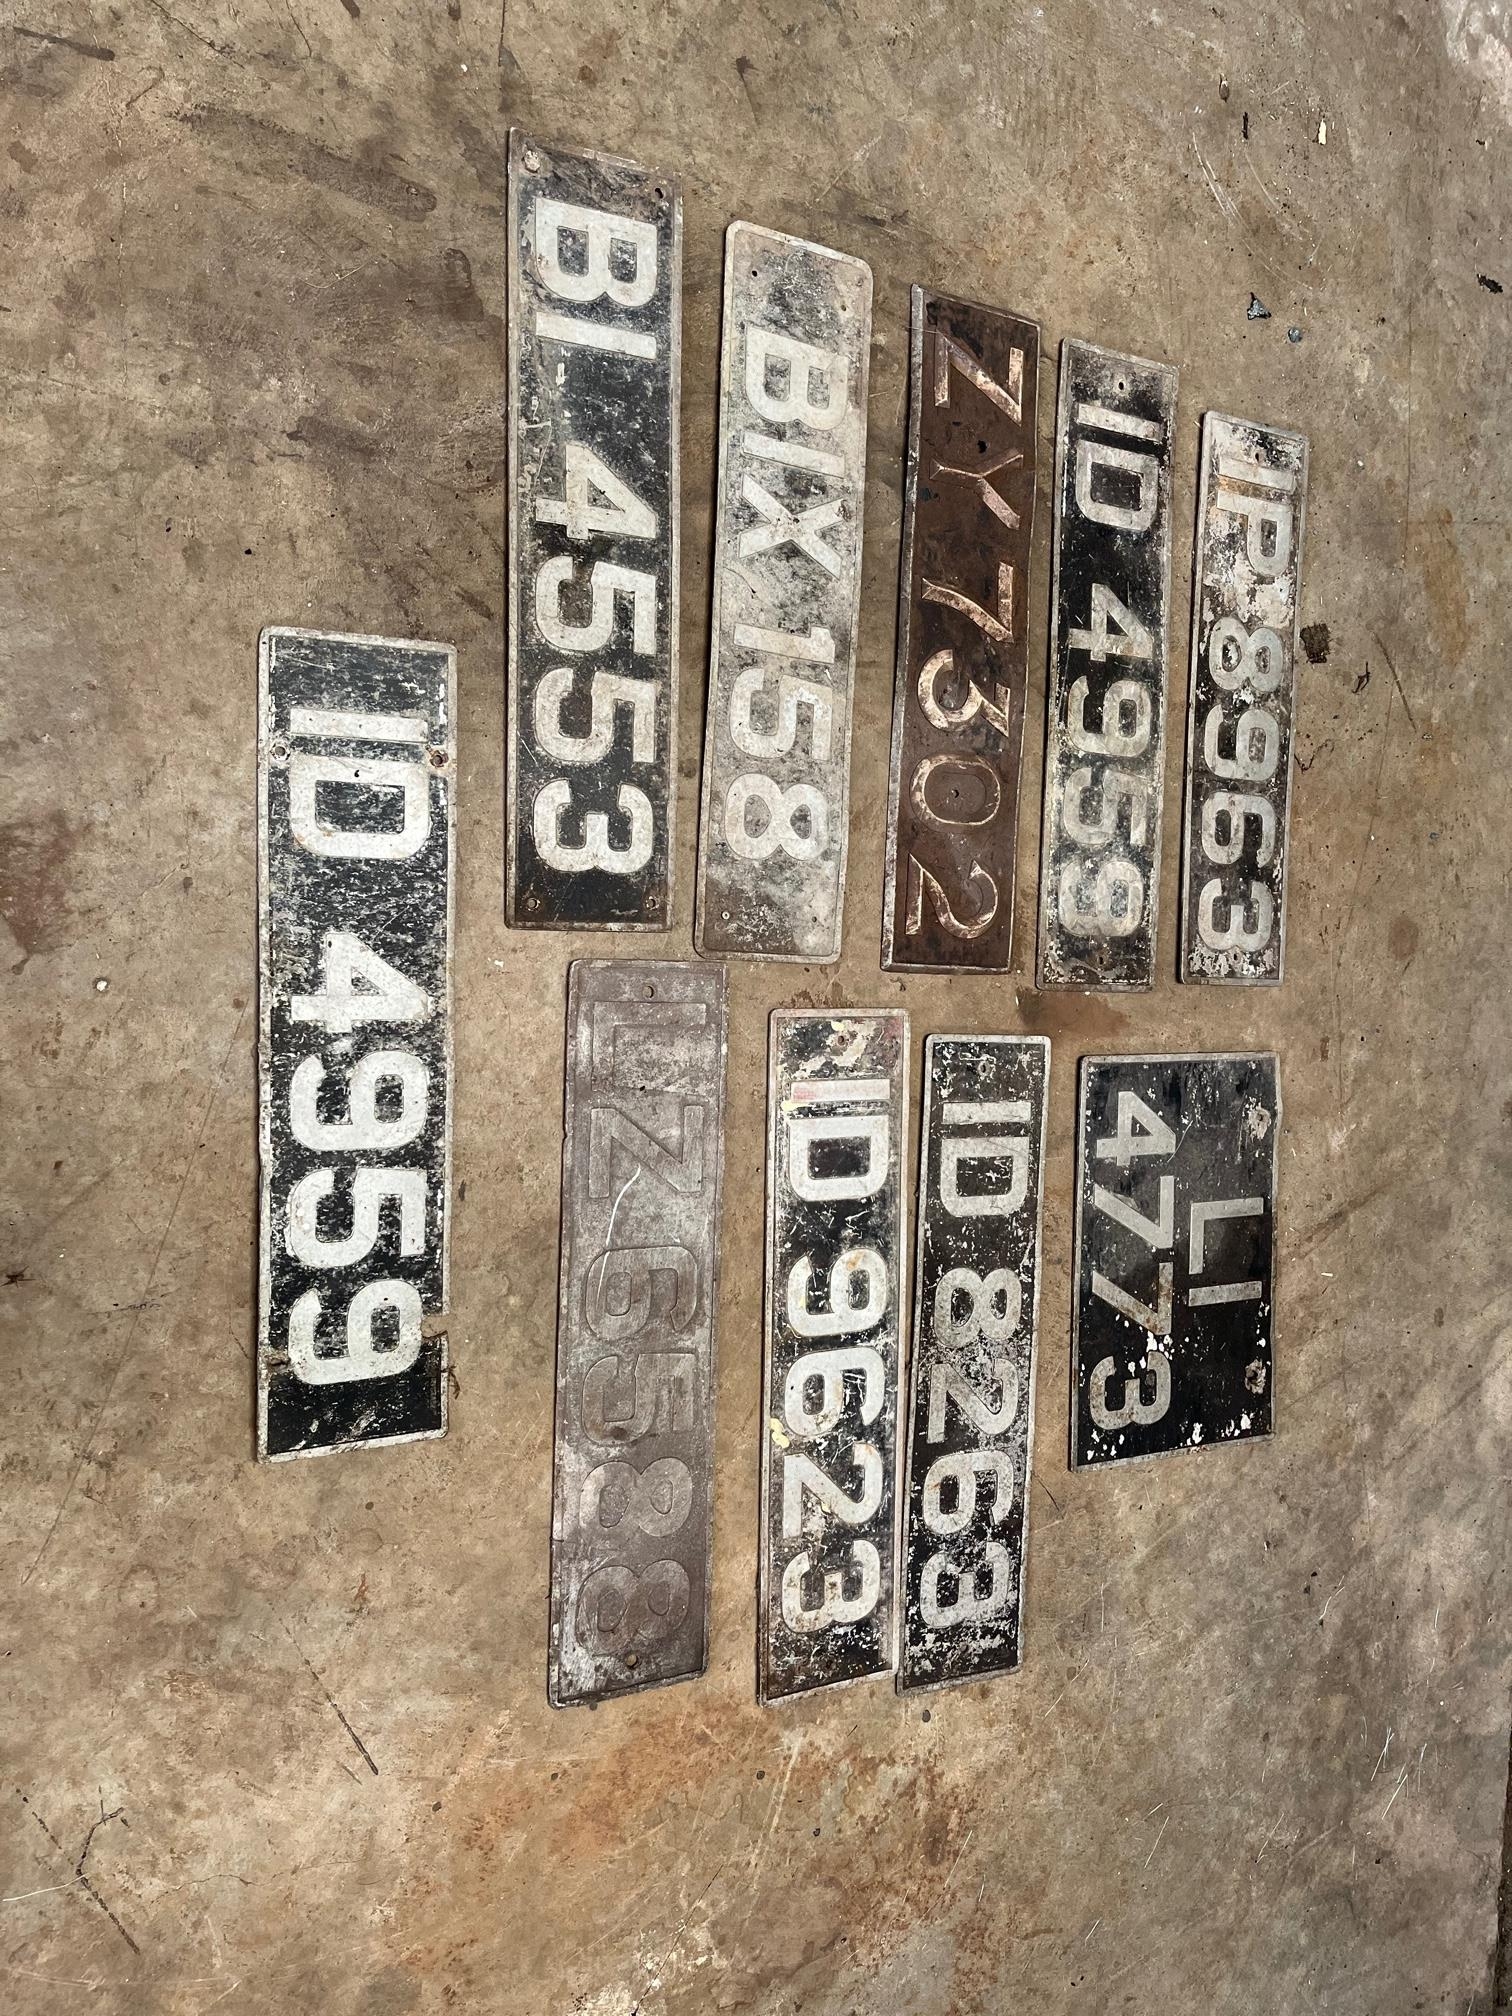 IP 8963
LI
4773
ID 4959
ID 8263
ZY 7302
ID 9623
BIX 158
LZ 6588
BI 4553
ID 4959